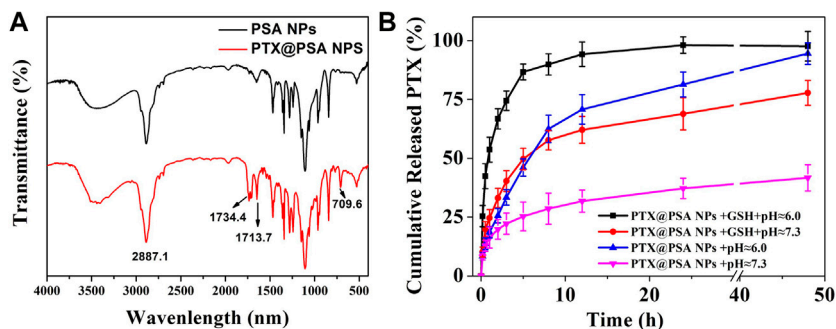 A
PSA NPs
PTX@PSA NPS
Transmittance (%)
1734.4
1713.7
709.6
2887.1
4000 3500 3000 2500 2000 1500 1000 500
Wavelength (nm)
B
Cumulative Released PTX (%)
100
75
50
25
0
PTX@PSA NPs +GSH+pH≈6.0
PTX@PSA NPs +GSH+pH≈7.3
PTX@PSA NPs +pH≈6.0
PTX@PSA NPs +pH≈7.3
0 10 20 40 50
Time (h)